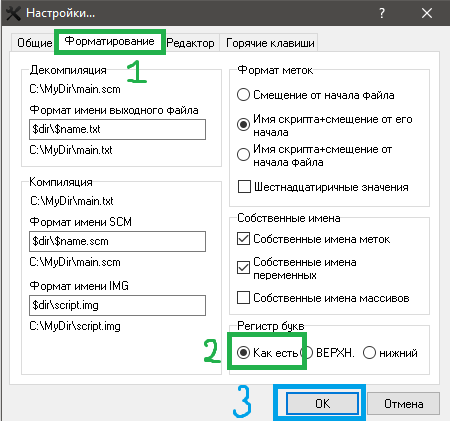 Настройки...
Общие Форматирование Редактор Горячие клавиши
1
Декомпиляция
C:\MyDir\main.scm
Формат имени выходного файла
$dir\$name.txt
C:\MyDir\main.txt
Компиляция
C:\MyDir\main.txt
Формат имени SCM
$dir\$name.scm
C:\MyDir\main.scm
Формат имени IMG
$dir\script.img
C:\MyDir\script.img
Формат меток
Смещение от начала файла
Имя скрипта+смещение от его
начала
Имя скрипта+смещение от
начала файла
Шестнадцатиричные значения
Собственные имена
Собственные имена меток
Собственные имена
переменных
Собственные имена массивов
Регистр букв
2 Как есть ВЕРХН. нижний
3 OK Отмена